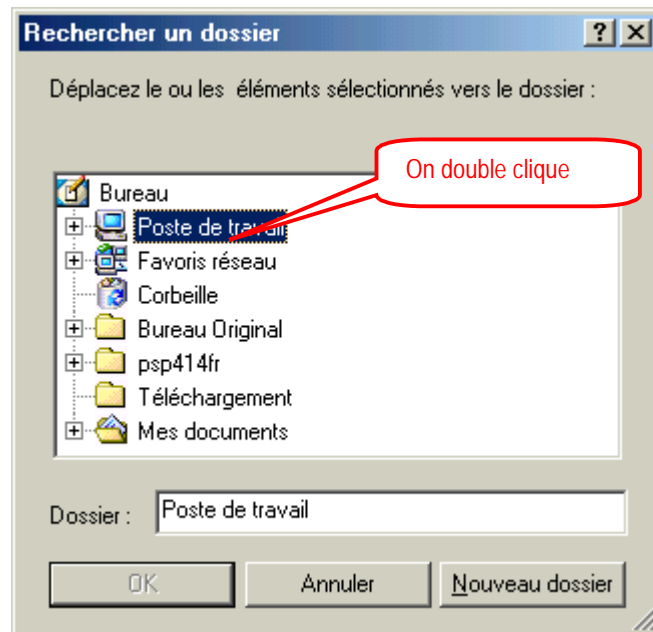 Rechercher un dossier
Déplacez le ou les éléments sélectionnés vers le dossier :
On double clique
Bureau
Poste de travail
Favoris réseau
Corbeille
Bureau Original
psp414fr
Téléchargement
Mes documents
Dossier : Poste de travail
OK Annuler Nouveau dossier